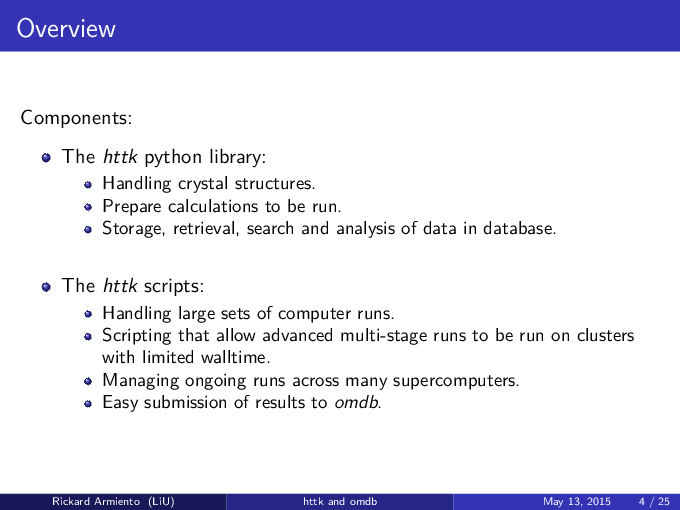 Overview
Components:
The httk python library:
Handling crystal structures.
Prepare calculations to be run.
Storage, retrieval, search and analysis of data in database.
The httk scripts:
Handling large sets of computer runs.
Scripting that allow advanced multi-stage runs to be run on clusters
with limited walltime.
Managing ongoing runs across many supercomputers.
Easy submission of results to omdb.
Rickard Armiento (LiU) httk and omdb May 13, 2015 4 / 25